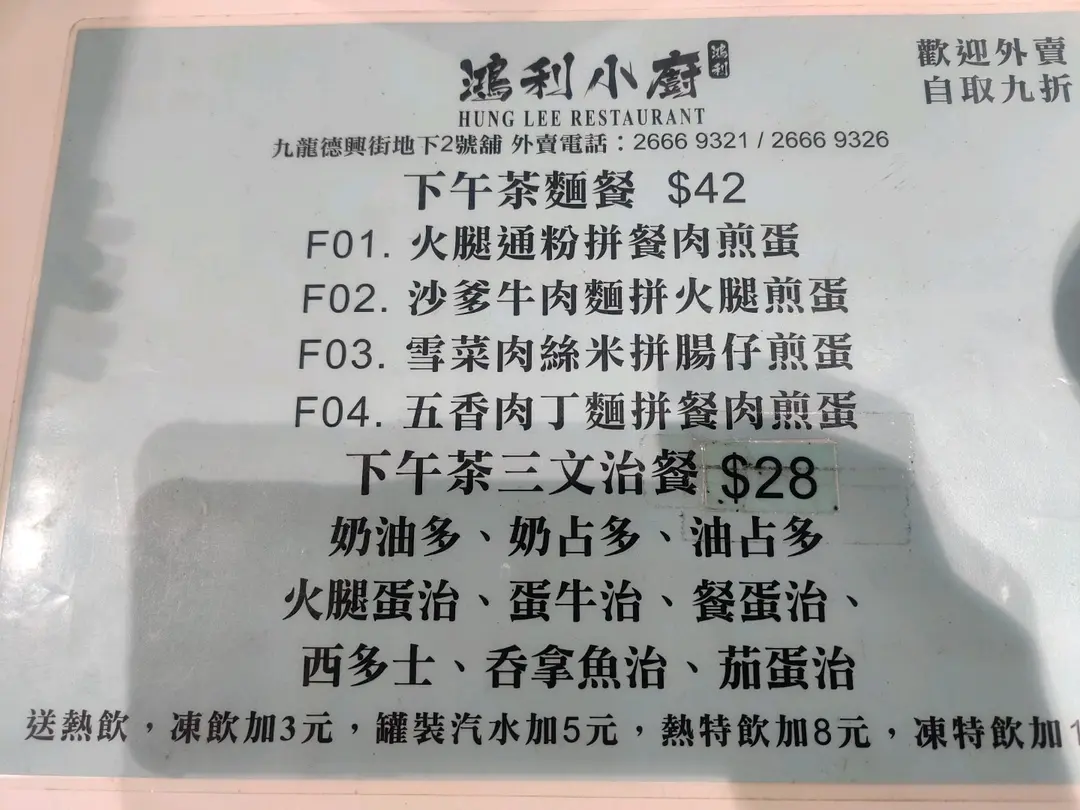 鴻利小廚 鴻利
HUNG LEE RESTAURANT
歡迎外賣
自取九折
九龍德興街地下2號舖 外賣電話：2666 9321 / 2666 9326
下午茶麵餐 $42
F01. 火腿通粉拼餐肉煎蛋
F02. 沙爹牛肉麵拼火腿煎蛋
F03. 雪菜肉絲米拼腸仔煎蛋
F04. 五香肉丁麵拼餐肉煎蛋
下午茶三文治餐 $28
奶油多、奶占多、油占多
火腿蛋治、蛋牛治、餐蛋治、
西多士、吞拿魚治、茄蛋治
送熱飲，凍飲加3元，罐裝汽水加5元，熱特飲加8元，凍特飲加